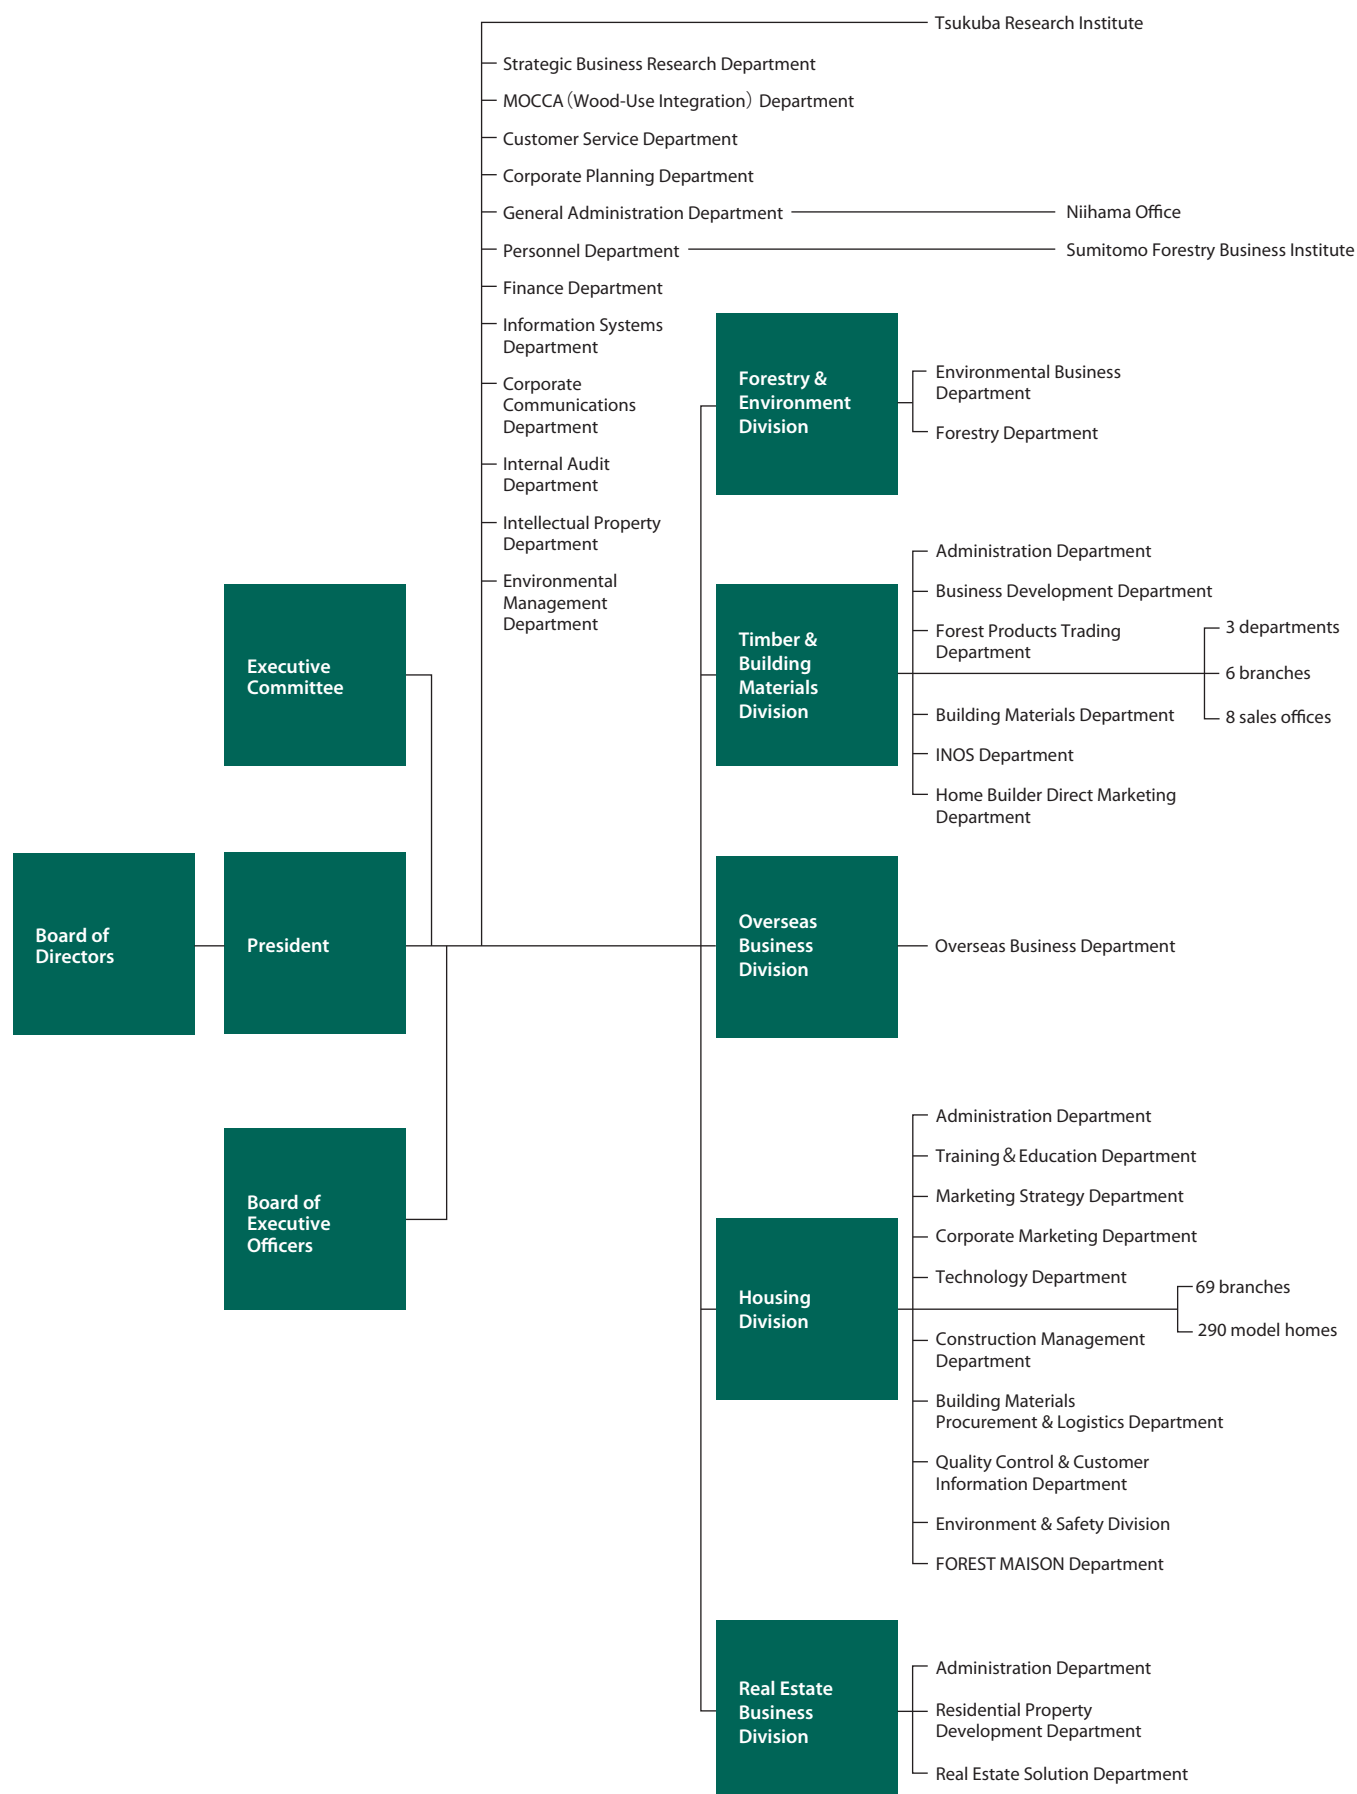 Tsukuba Research Institute
Strategic Business Research Department
MOCCA（Wood-Use Integration）Department
Customer Service Department
Corporate Planning Department
General Administration Department
Niihama Office
Personnel Department
Sumitomo Forestry Business Institute
Finance Department
Information Systems
Department
Corporate
Communications
Department
Internal Audit
Department
Intellectual Property
Department
Environmental
Management
Department
Executive
Committee
Board of
Directors
President
Board of
Executive
Officers
Forestry &
Environment
Division
Environmental Business
Department
Forestry Department
Timber &
Building
Materials
Division
Administration Department
Business Development Department
Forest Products Trading
Department
3 departments
6 branches
8 sales offices
Building Materials Department
INOS Department
Home Builder Direct Marketing
Department
Overseas
Business
Division
Overseas Business Department
Housing
Division
Administration Department
Training＆Education Department
Marketing Strategy Department
Corporate Marketing Department
Technology Department
69 branches
290 model homes
Construction Management
Department
Building Materials
Procurement & Logistics Department
Quality Control & Customer
Information Department
Environment & Safety Division
FOREST MAISON Department
Real Estate
Business
Division
Administration Department
Residential Property
Development Department
Real Estate Solution Department